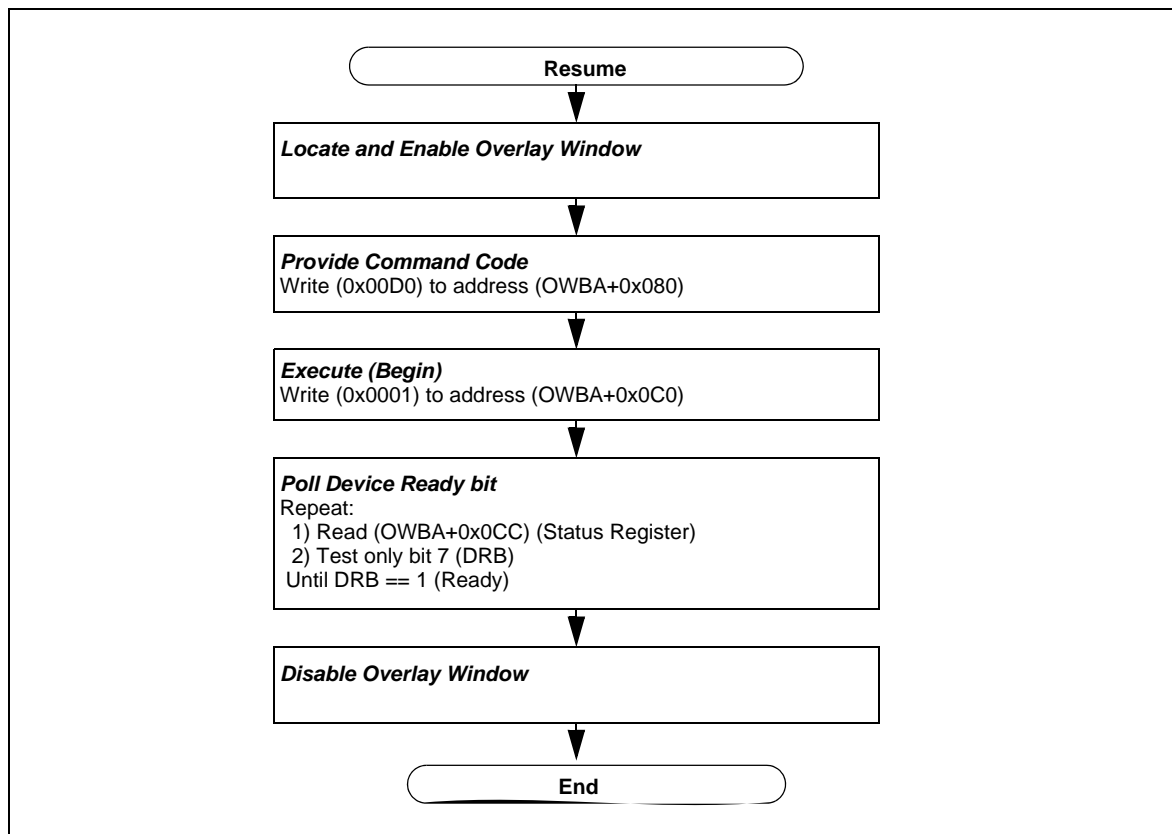 Resume
Locate and Enable Overlay Window
Provide Command Code
Write (0x00D0) to address (OWBA+0x080)
Execute (Begin)
Write (0x0001) to address (OWBA+0x0C0)
Poll Device Ready bit
Repeat:
1) Read (OWBA+0x0CC) (Status Register)
2) Test only bit 7 (DRB)
Until DRB == 1 (Ready)
Disable Overlay Window
End